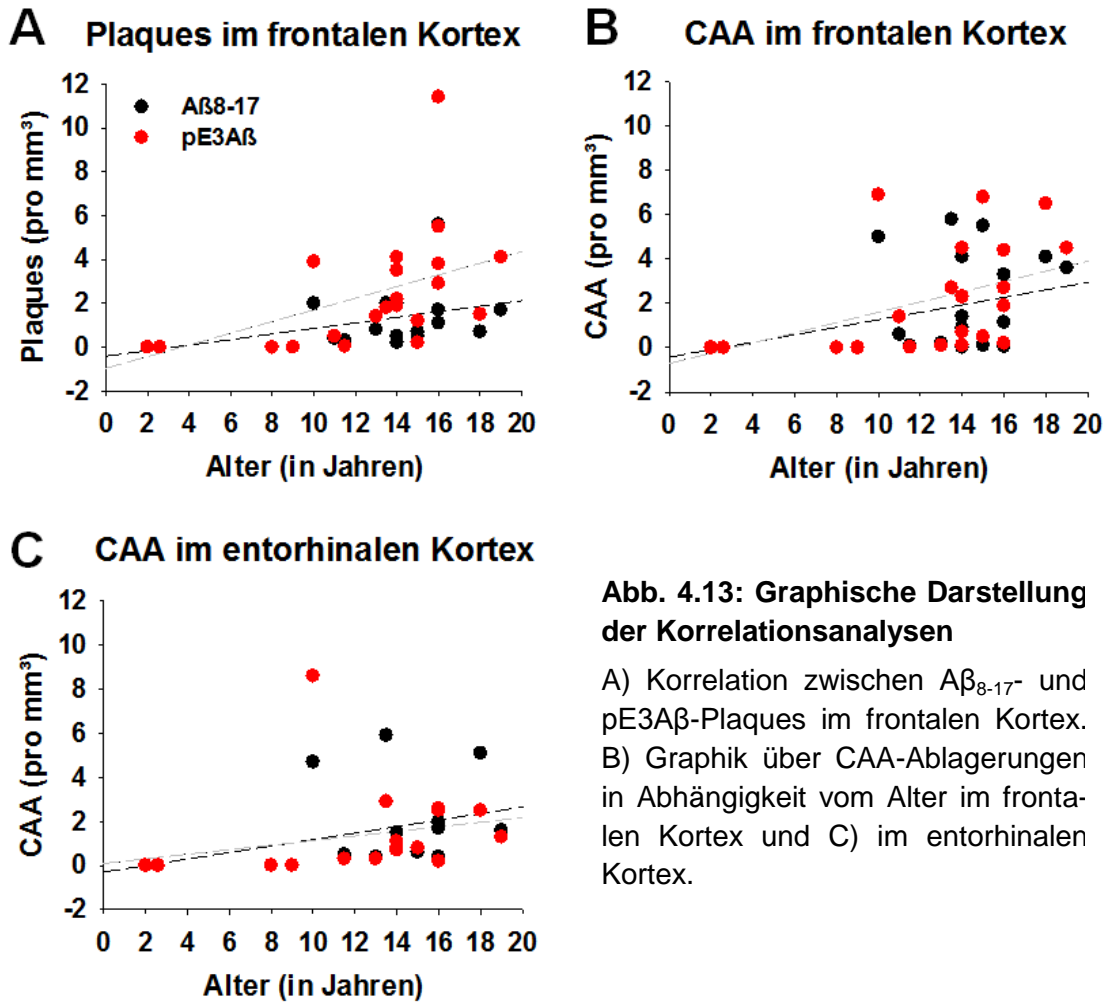 A Plaques im frontalen Kortex
12
10
8
6
4
2
0
-2
Plaques (pro mm³)
Aß8-17
pE3Aß
0 2 4 6 8 10 12 14 16 18 20
Alter (in Jahren)
B CAA im frontalen Kortex
12
10
8
6
4
2
0
-2
CAA (pro mm³)
0 2 4 6 8 10 12 14 16 18 20
Alter (in Jahren)
C CAA im entorhinalen Kortex
12
10
8
6
4
2
0
-2
CAA (pro mm³)
0 2 4 6 8 10 12 14 16 18 20
Alter (in Jahren)
Abb. 4.13: Graphische Darstellung
der Korrelationsanalysen
A) Korrelation zwischen Aβ8-17- und
pE3Aβ-Plaques im frontalen Kortex.
B) Graphik über CAA-Ablagerungen
in Abhängigkeit vom Alter im fronta-
len Kortex und C) im entorhinalen
Kortex.